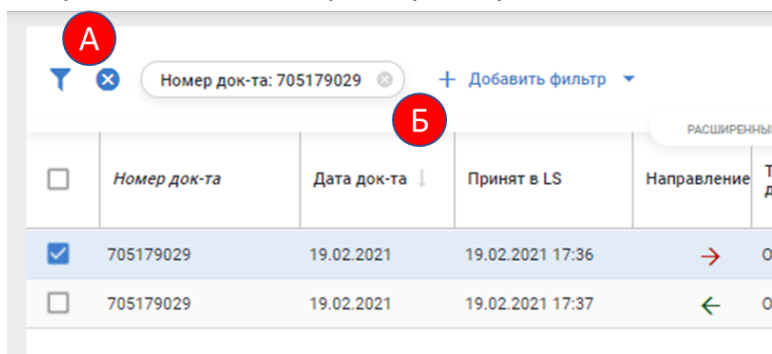 А
Номер док-та: 705179029 + Добавить фильтр
Б
РАСШИРЕННЫ
Номер док-та Дата док-та ↓ Принят в LS Направление
705179029 19.02.2021 19.02.2021 17:36 →
705179029 19.02.2021 19.02.2021 17:37 ←